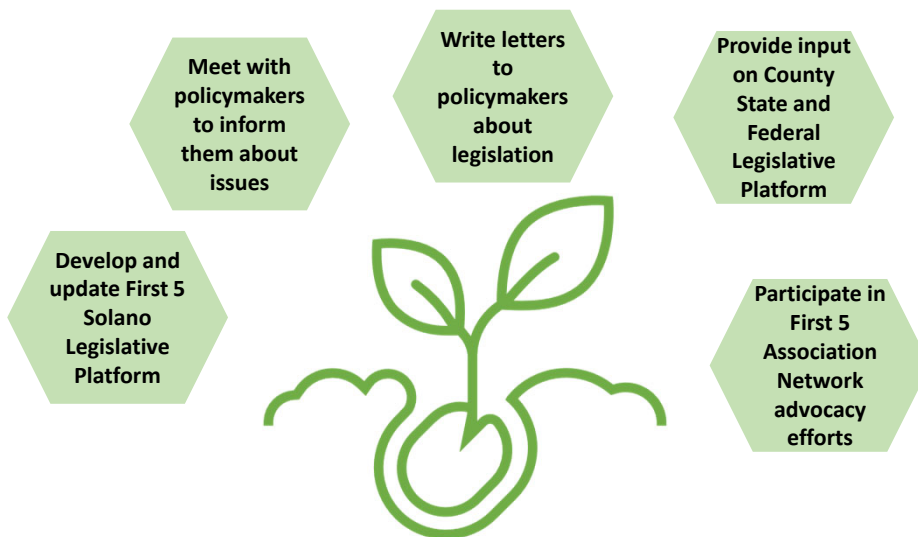 Develop and
update First 5
Solano
Legislative
Platform
Meet with
policymakers
to inform
them about
issues
Write letters
to
policymakers
about
legislation
Provide input
on County
State and
Federal
Legislative
Platform
Participate in
First 5
Association
Network
advocacy
efforts